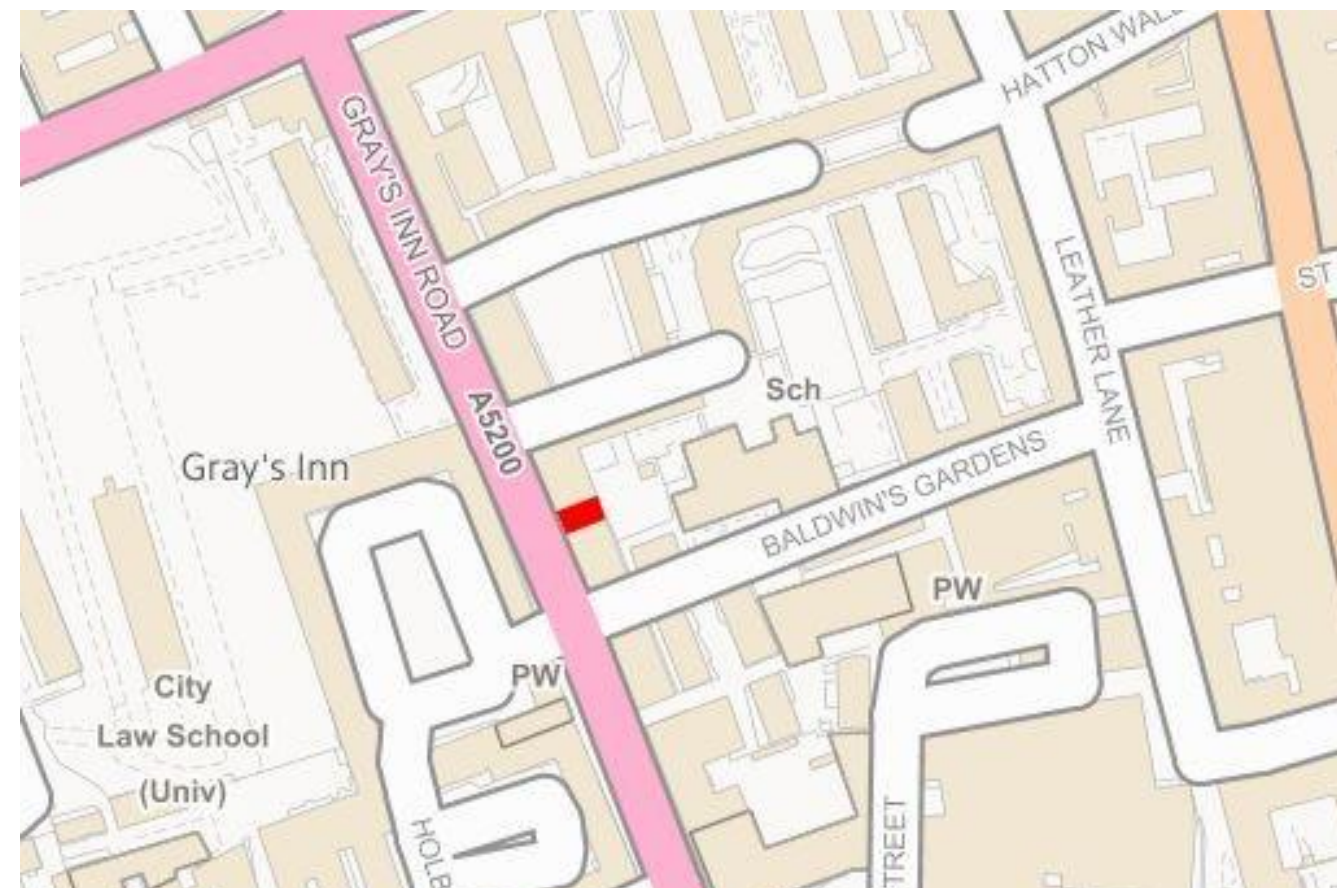 HATTON WALL
GRAY'S INN ROAD
LEATHER LANE
ST
A5200
Sch
Gray's Inn
BALDWIN'S GARDENS
PW
PW
City
Law School
(Univ)
HOLB
TREET